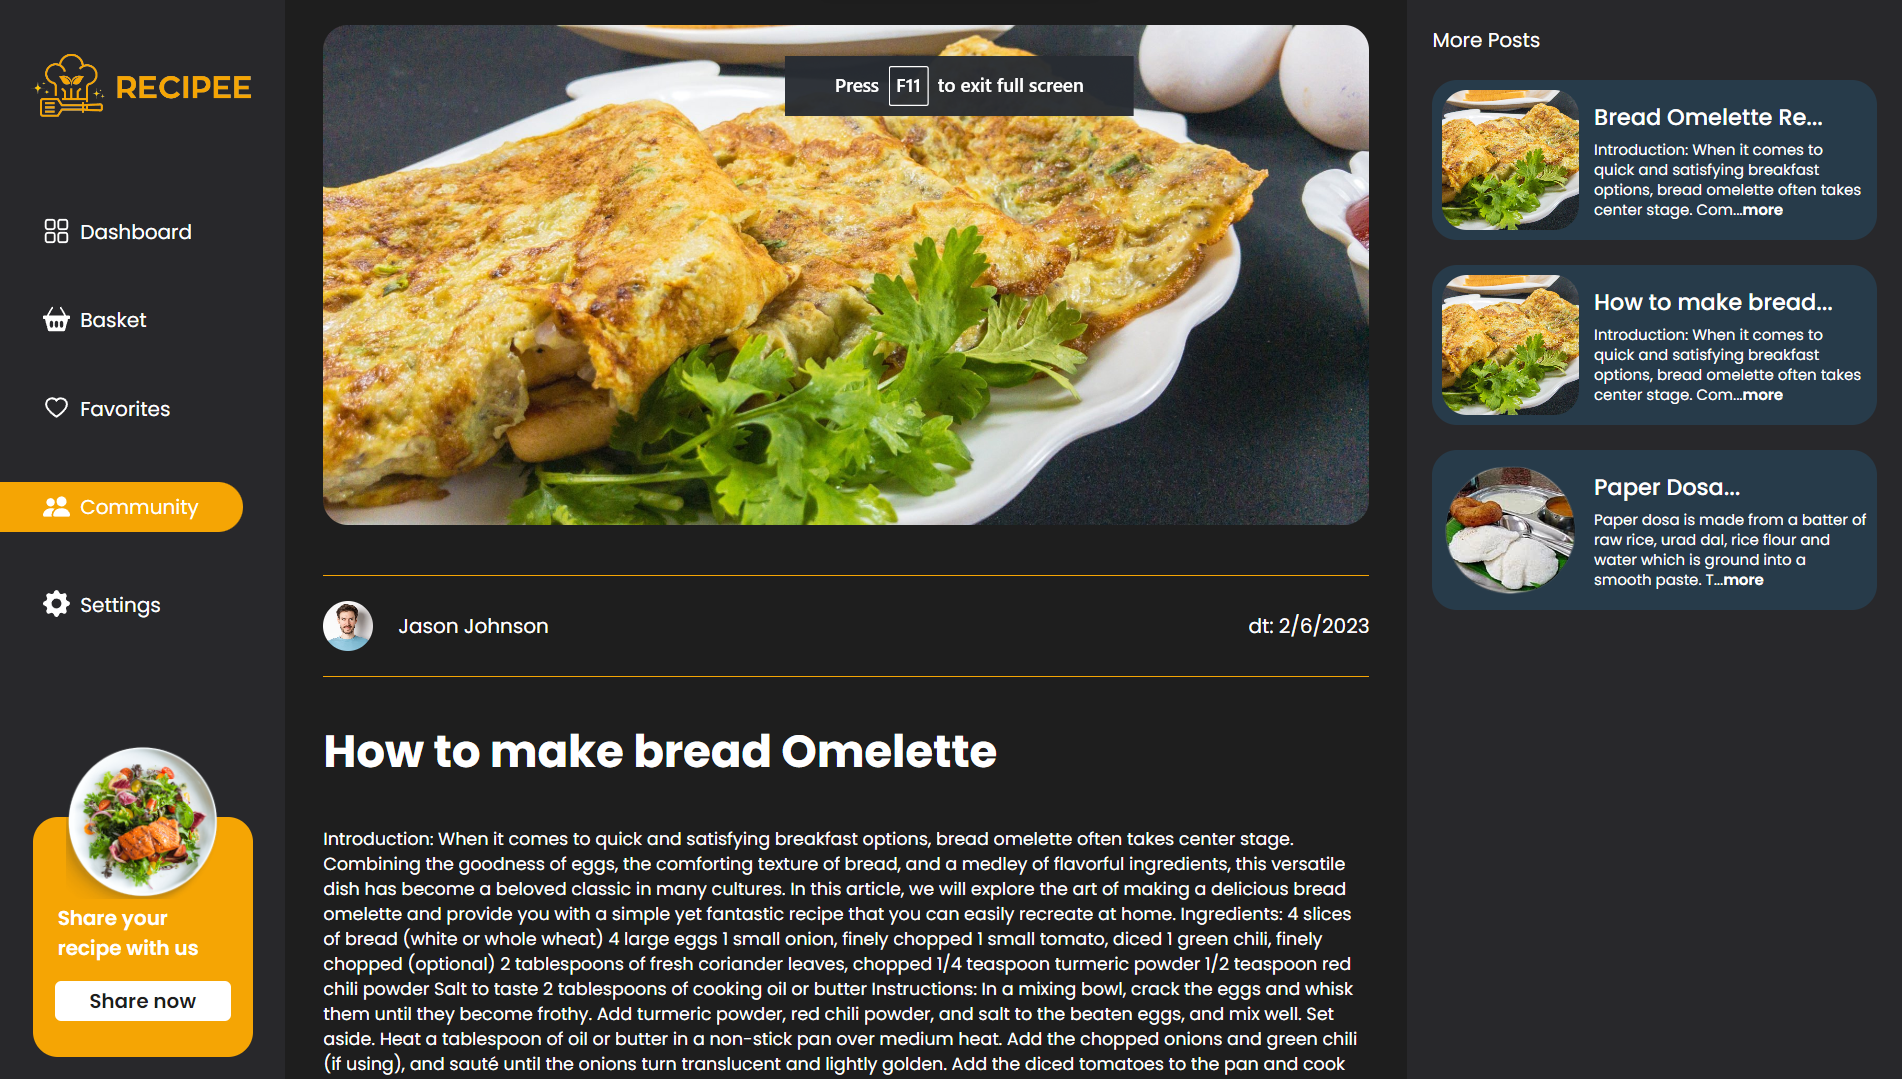 RECIPEE
Dashboard
Basket
Favorites
Community
Settings
Share your
recipe with us
Share now
Press F11 to exit full screen
Jason Johnson
dt: 2/6/2023
How to make bread Omelette
Introduction: When it comes to quick and satisfying breakfast options, bread omelette often takes center stage.
Combining the goodness of eggs, the comforting texture of bread, and a medley of flavorful ingredients, this versatile
dish has become a beloved classic in many cultures. In this article, we will explore the art of making a delicious bread
omelette and provide you with a simple yet fantastic recipe that you can easily recreate at home. Ingredients: 4 slices
of bread (white or whole wheat) 4 large eggs 1 small onion, finely chopped 1 small tomato, diced 1 green chili, finely
chopped (optional) 2 tablespoons of fresh coriander leaves, chopped 1/4 teaspoon turmeric powder 1/2 teaspoon red
chili powder Salt to taste 2 tablespoons of cooking oil or butter Instructions: In a mixing bowl, crack the eggs and whisk
them until they become frothy. Add turmeric powder, red chili powder, and salt to the beaten eggs, and mix well. Set
aside. Heat a tablespoon of oil or butter in a non-stick pan over medium heat. Add the chopped onions and green chili
(if using), and sauté until the onions turn translucent and lightly golden. Add the diced tomatoes to the pan and cook
More Posts
Bread Omelette Re...
Introduction: When it comes to
quick and satisfying breakfast
options, bread omelette often takes
center stage. Com...more
How to make bread...
Introduction: When it comes to
quick and satisfying breakfast
options, bread omelette often takes
center stage. Com...more
Paper Dosa...
Paper dosa is made from a batter of
raw rice, urad dal, rice flour and
water which is ground into a
smooth paste. T...more